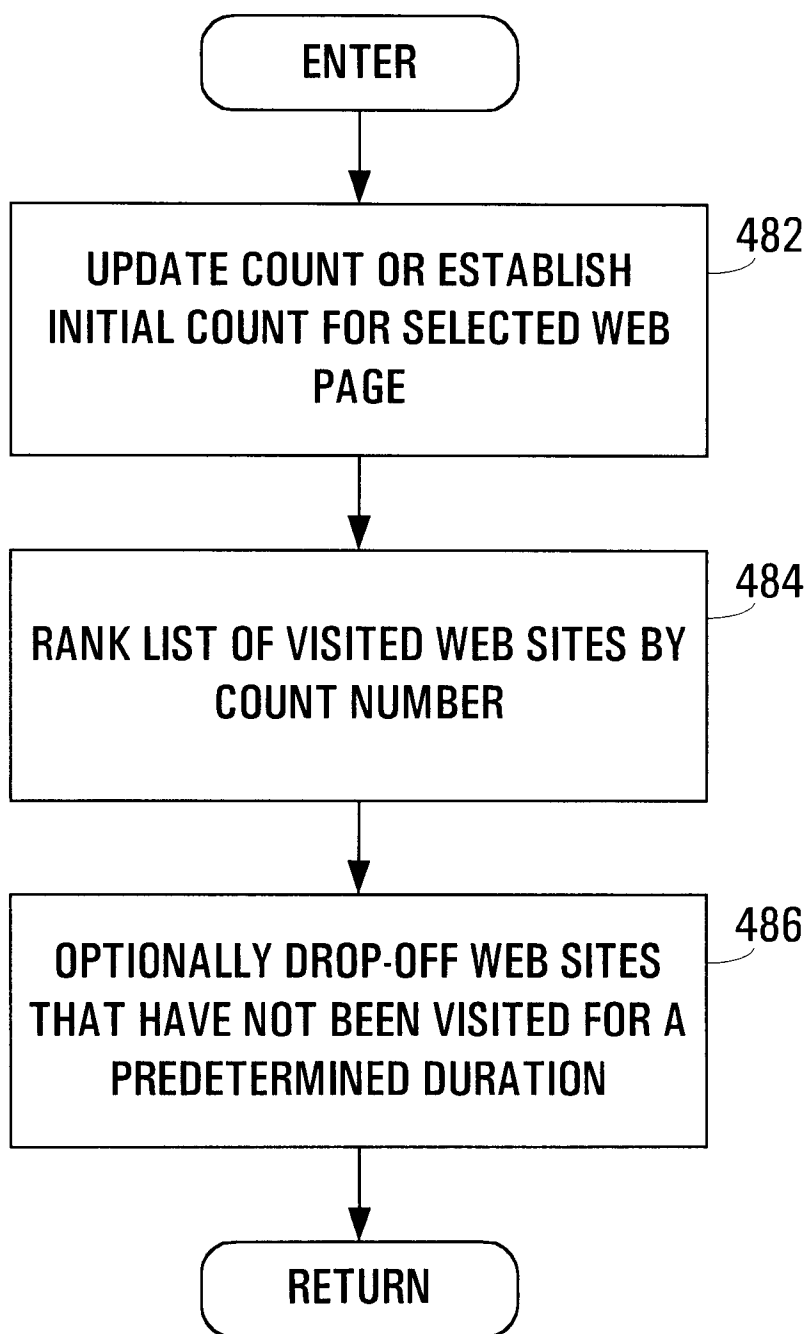 ENTER
482
UPDATE COUNT OR ESTABLISH
INITIAL COUNT FOR SELECTED WEB
PAGE
484
RANK LIST OF VISITED WEB SITES BY
COUNT NUMBER
486
OPTIONALLY DROP-OFF WEB SITES
THAT HAVE NOT BEEN VISITED FOR A
PREDETERMINED DURATION
RETURN